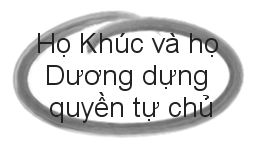 Họ Khúc và họ
Dương dựng
quyền tự chủ